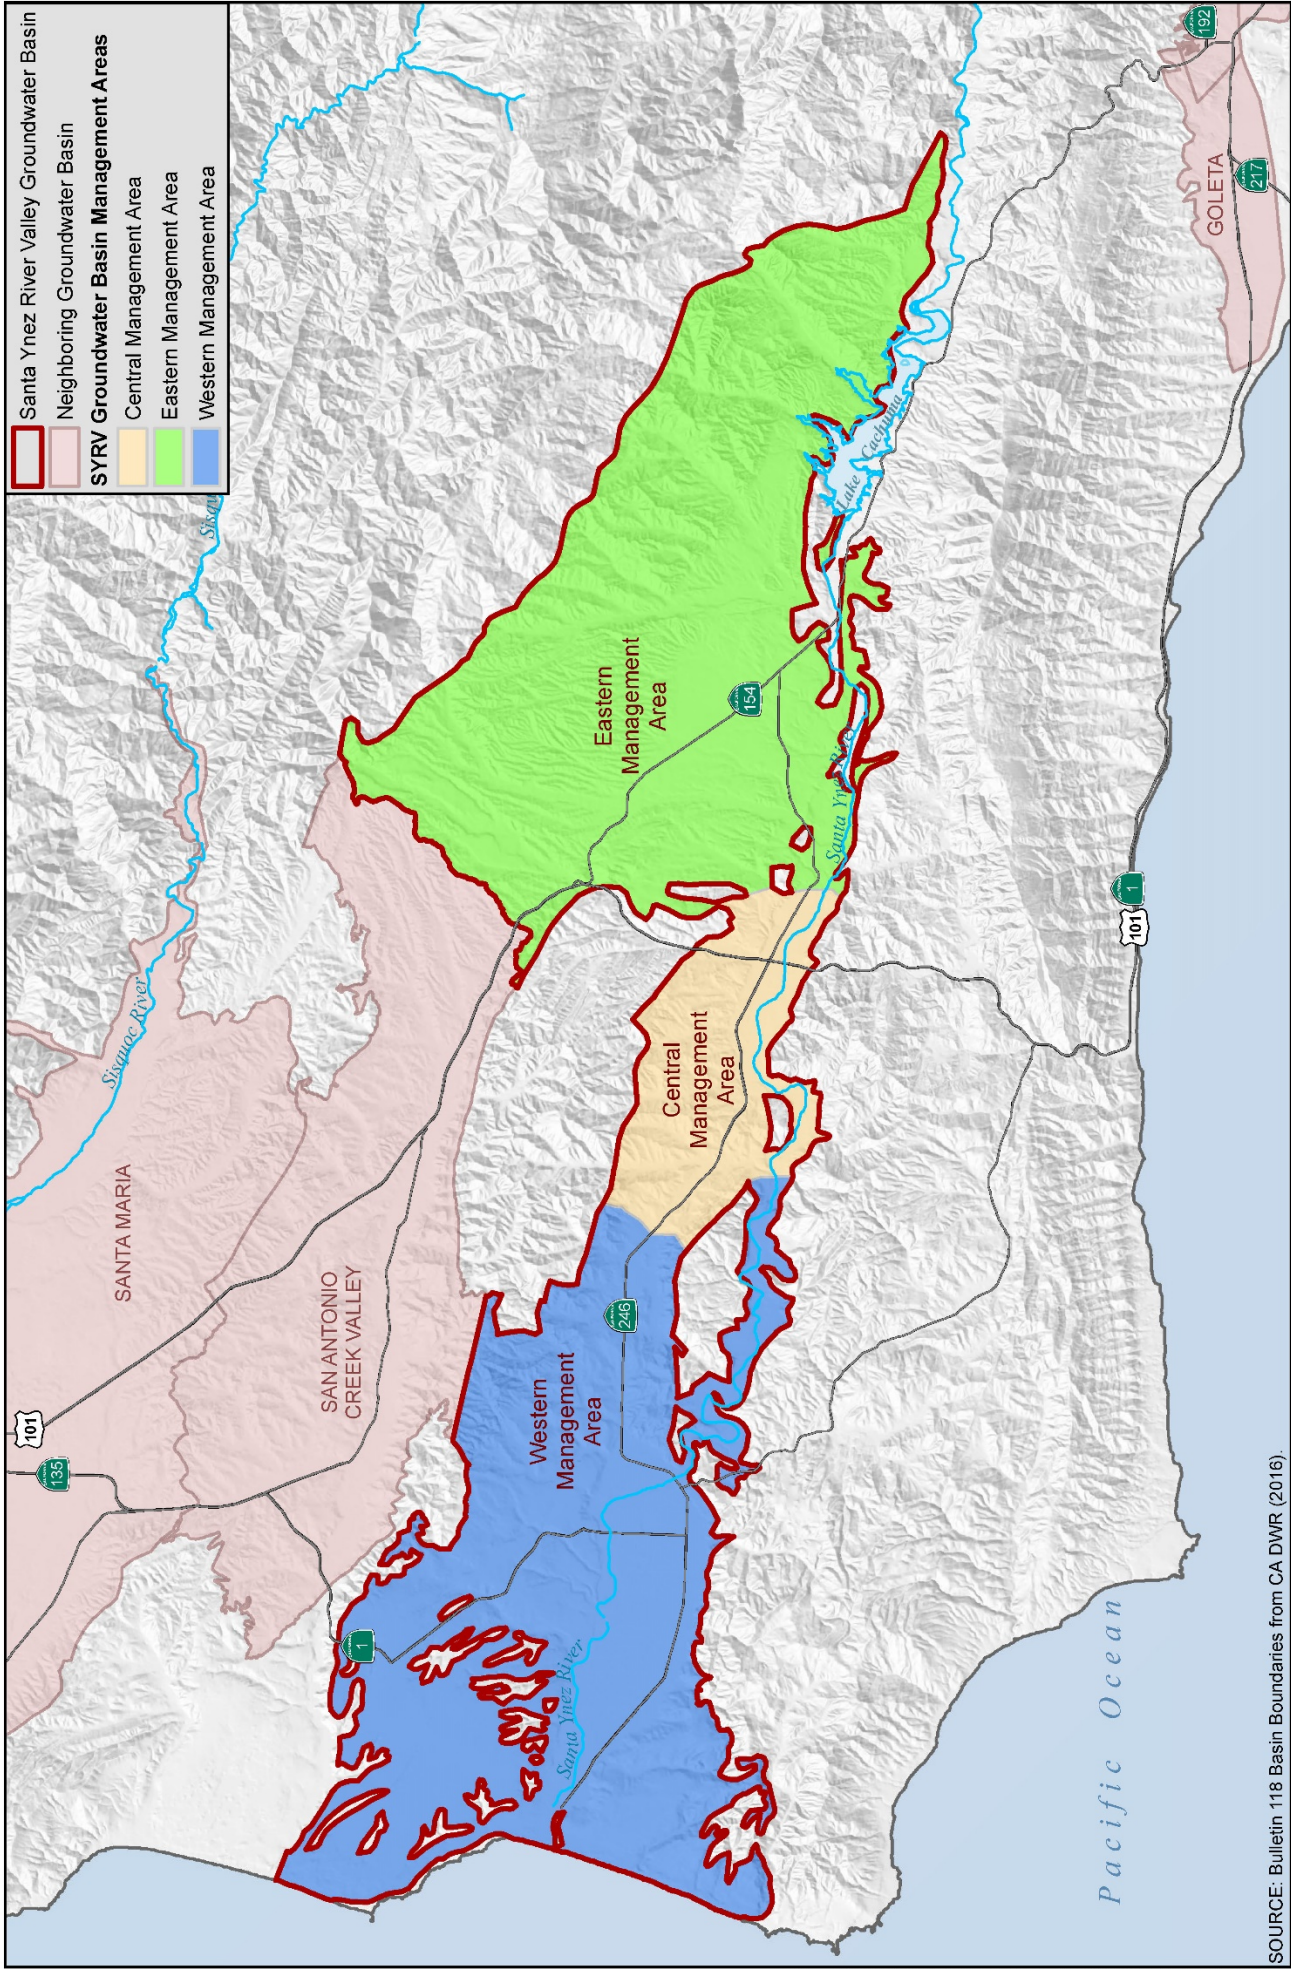 Santa Ynez River Valley Groundwater Basin
Neighboring Groundwater Basin
SYRV Groundwater Basin Management Areas
Central Management Area
Eastern Management Area
Western Management Area
101
135
SANTA MARIA
Sisquoc River
Sisqu
SAN ANTONIO
CREEK VALLEY
1
Western
Management
Area
246
Santa Ynez River
Central
Management
Area
Eastern
Management
Area
154
Santa Ynez River
Lake Cachuma
192
GOLETA
217
101
1
Pacific Ocean
SOURCE: Bulletin 118 Basin Boundaries from CA DWR (2016).